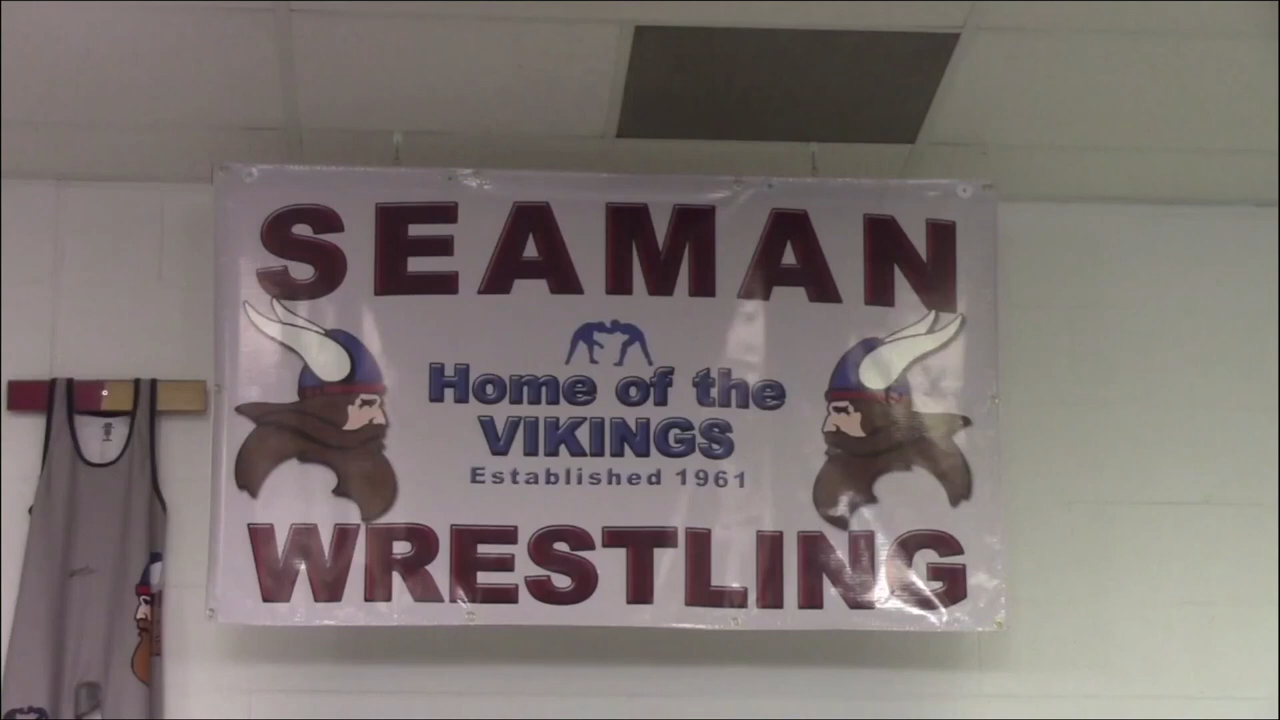 SEAMAN
Home of the
VIKINGS
Established 1961
WRESTLING